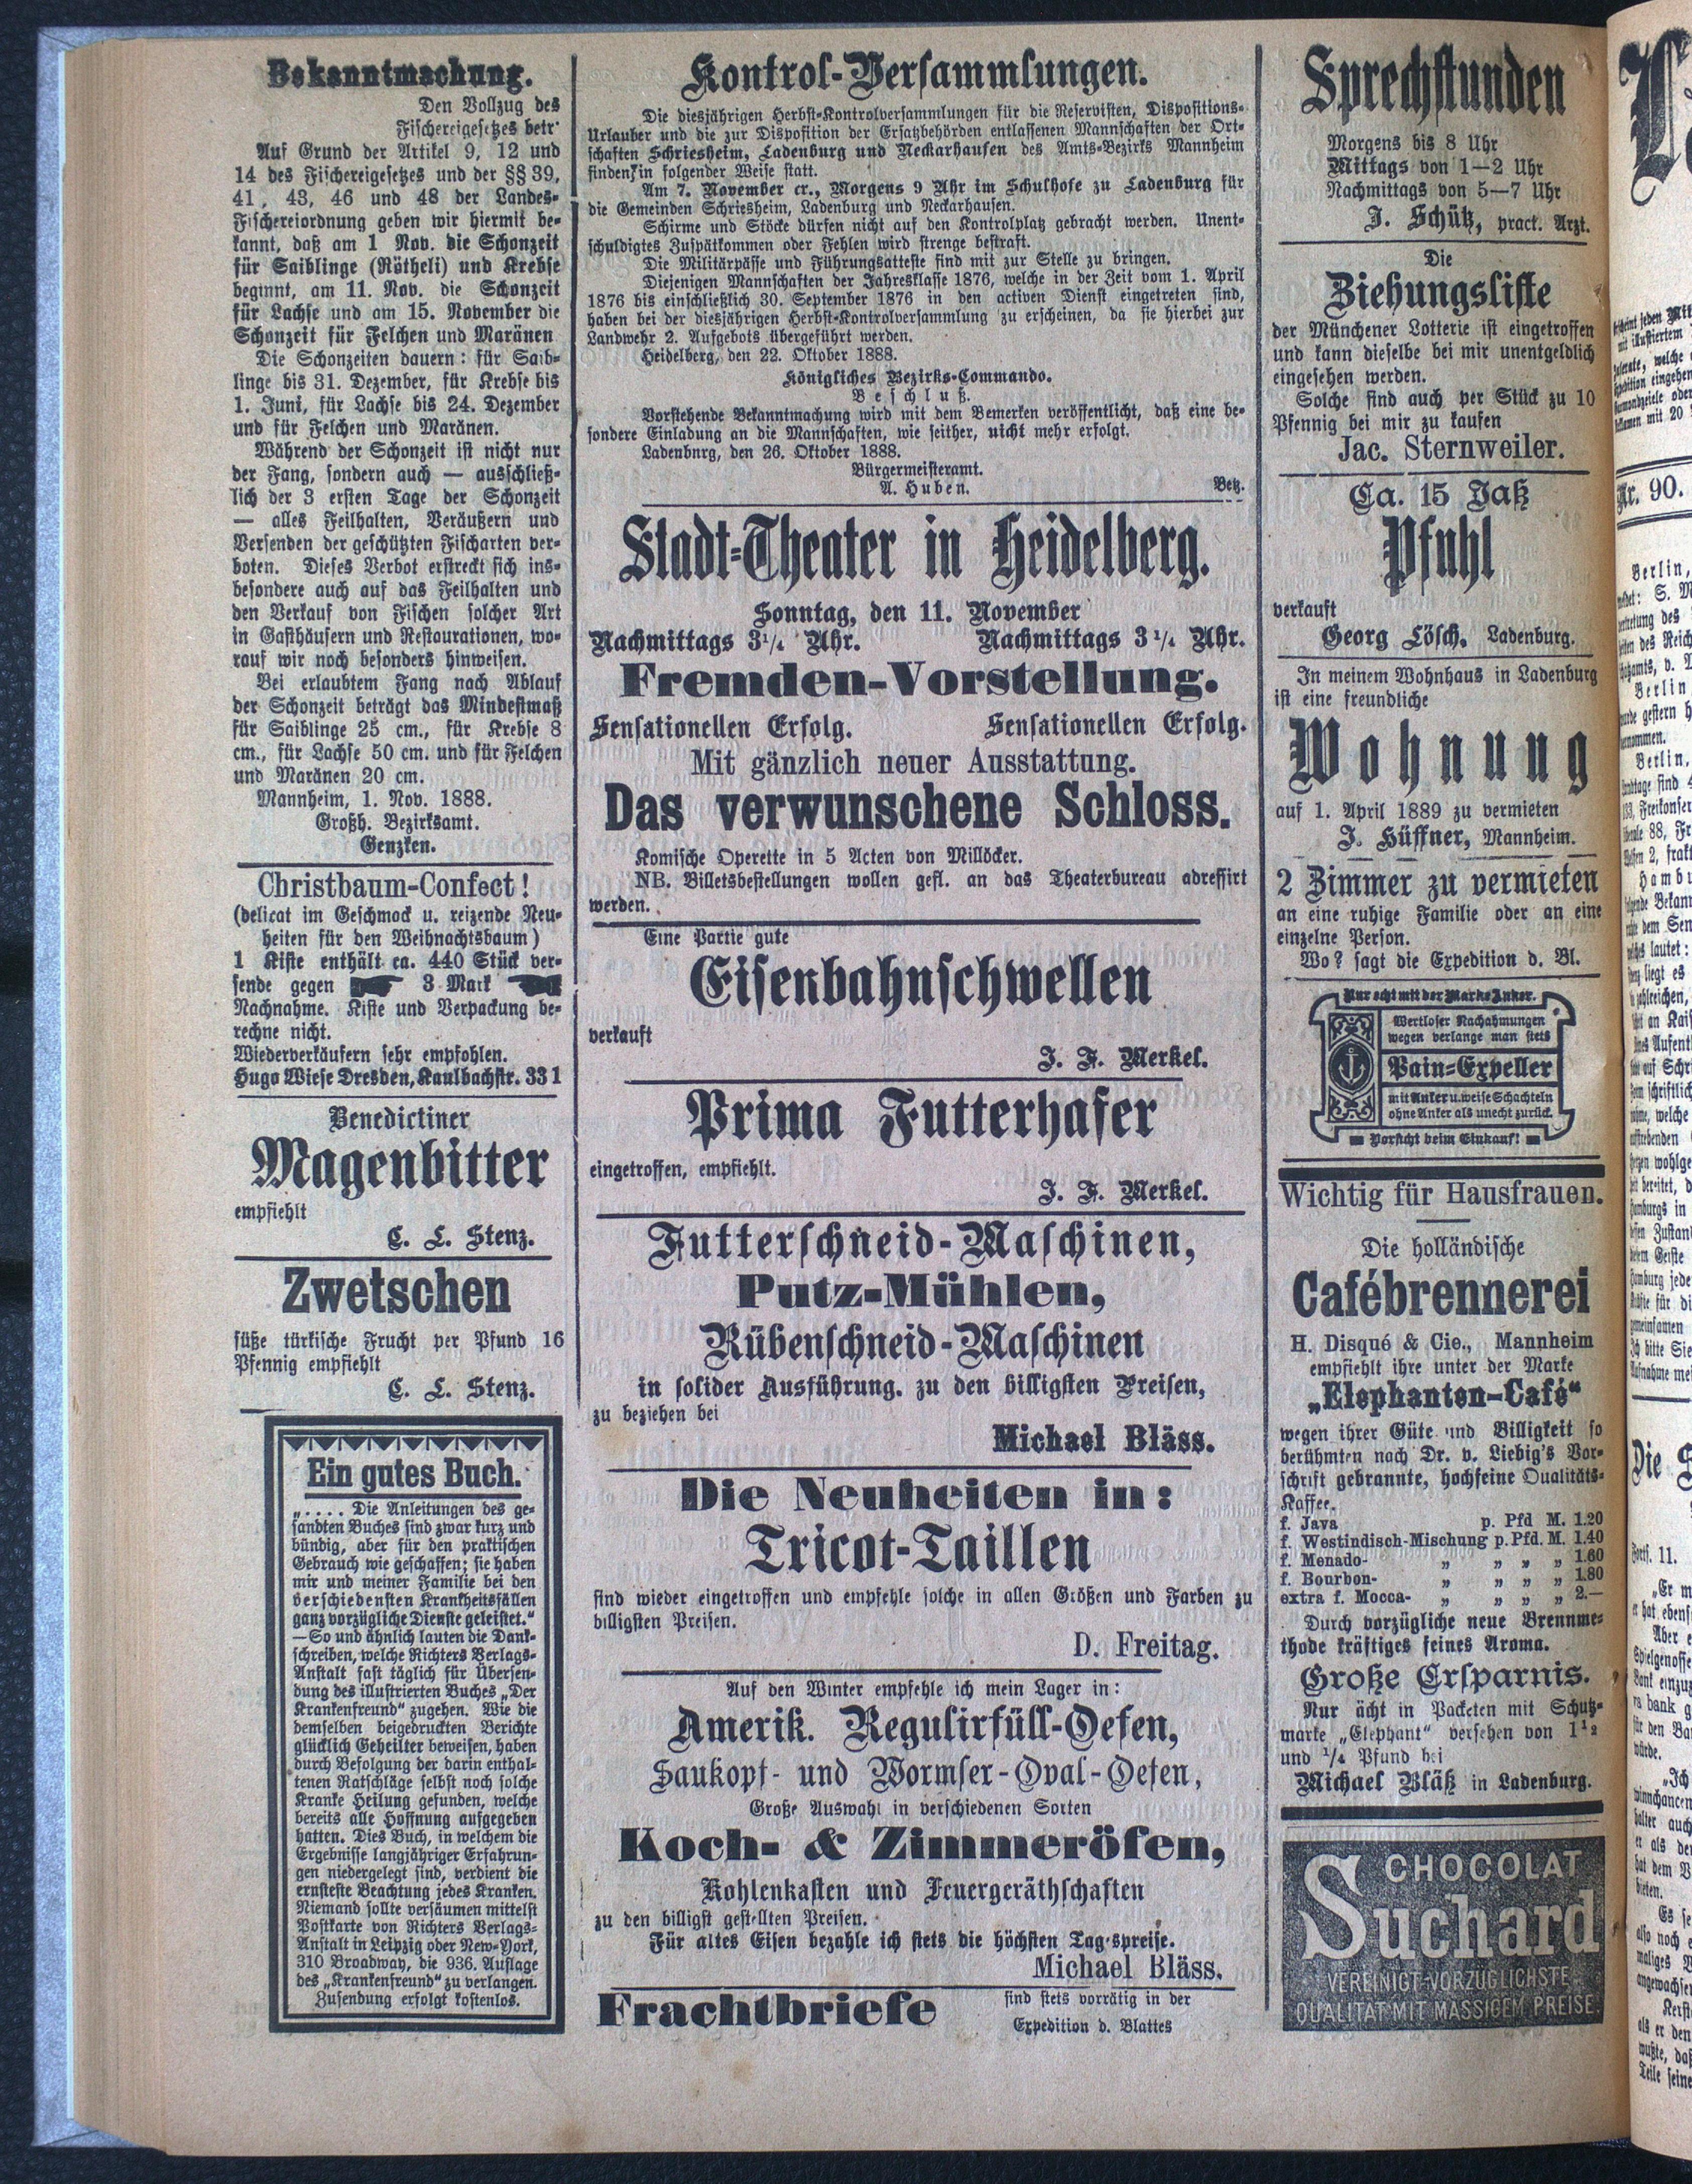 Bekanntmachung.
Den Vollzug des
Fischereigesetzes betr.
Auf Grund der Artikel 9, 12 und
14 des Fischereigesetzes und der §§ 39,
41, 43, 46 und 48 der Landes-
Fischereiordnung geben wir hiermit be-
kannt, daß am 1 Nov. die Schonzeit
für Saiblinge (Rötheli) und Krebse
beginnt, am 11. Nov. die Schonzeit
für Lachse und am 15. November die
Schonzeit für Felchen und Maränen
Die Schonzeiten dauern: für Saib-
linge bis 31. Dezember, für Krebse bis
1. Juni, für Lachse bis 24. Dezember
und für Felchen und Maränen.
Während der Schonzeit ist nicht nur
der Fang, sondern auch — ausschließ-
lich der 3 ersten Tage der Schonzeit
— alles Feilhalten, Veräußern und
Versenden der geschützten Fischarten ver-
boten. Dieses Verbot erstreckt sich ins-
besondere auch auf das Feilhalten und
den Verkauf von Fischen solcher Art
in Gasthäusern und Restaurationen, wo-
rauf wir noch besonders hinweisen.
Bei erlaubtem Fang nach Ablauf
der Schonzeit beträgt das Mindestmaß
für Saiblinge 25 cm., für Krebse 8
cm., für Lachse 50 cm. und für Felchen
und Maränen 20 cm.
Mannheim, 1. Nov. 1888.
Großh. Bezirksamt.
Genzken.
Christbaum-Confect!
(delicat im Geschmack u. reizende Neu-
heiten für den Weihnachtsbaum)
1 Kiste enthält ca. 440 Stück ver-
sende gegen 3 Mark
Nachnahme. Kiste und Verpackung be-
rechne nicht.
Wiederverkäufern sehr empfohlen.
Hugo Wiese Dresden, Kaulbachstr. 33 I
Benedictiner
Magenbitter
empfiehlt
C. L. Stenz.
Zwetschen
süße türkische Frucht per Pfund 16
Pfennig empfiehlt
C. L. Stenz.
Ein gutes Buch.
„.... Die Anleitungen des ge-
sandten Buches sind zwar kurz und
bündig, aber für den praktischen
Gebrauch wie geschaffen; sie haben
mir und meiner Familie bei den
verschiedensten Krankheitsfällen
ganz vorzügliche Dienste geleistet.“
— So und ähnlich lauten die Dank-
schreiben, welche Richters Verlags-
Anstalt fast täglich für Übersen-
dung des illustrierten Buches „Der
Krankenfreund“ zugehen. Wie die
demselben beigedruckten Berichte
glücklich Geheilter beweisen, haben
durch Befolgung der darin enthal-
tenen Ratschläge selbst noch solche
Kranke Heilung gefunden, welche
bereits alle Hoffnung aufgegeben
hatten. Dies Buch, in welchem die
Ergebnisse langjähriger Erfahrun-
gen niedergelegt sind, verdient die
ernsteste Beachtung jedes Kranken.
Niemand sollte versäumen mittelst
Postkarte von Richters Verlags-
Anstalt in Leipzig oder New-York,
310 Broadway, die 936. Auflage
des „Krankenfreund“ zu verlangen.
Zusendung erfolgt kostenlos.
Kontrol-Versammlungen.
Die diesjährigen Herbst-Kontrolversammlungen für die Reservisten, Dispositions-
Urlauber und die zur Disposition der Ersatzbehörden entlassenen Mannschaften der Ort-
schaften Schriesheim, Ladenburg und Neckarhausen des Amts-Bezirks Mannheim
finden in folgender Weise statt.
Am 7. November cr., Morgens 9 Uhr im Schulhofe zu Ladenburg für
die Gemeinden Schriesheim, Ladenburg und Neckarhausen.
Schirme und Stöcke dürfen nicht auf den Kontrolplatz gebracht werden. Unent-
schuldigtes Zuspätkommen oder Fehlen wird strenge bestraft.
Die Militärpässe und Führungsatteste sind mit zur Stelle zu bringen.
Diejenigen Mannschaften der Jahresklasse 1876, welche in der Zeit vom 1. April
1876 bis einschließlich 30. September 1876 in den activen Dienst eingetreten sind,
haben bei der diesjährigen Herbst-Kontrolversammlung zu erscheinen, da sie hierbei zur
Landwehr 2. Aufgebots übergeführt werden.
Heidelberg, den 22. Oktober 1888.
Königliches Bezirks-Commando.
Beschluß.
Vorstehende Bekanntmachung wird mit dem Bemerken veröffentlicht, daß eine be-
sondere Einladung an die Mannschaften, wie seither, nicht mehr erfolgt.
Ladenbnrg, den 26. Oktober 1888.
Bürgermeisteramt.
A. Huben. Betz.
Stadt-Theater in Heidelberg.
Sonntag, den 11. November
Nachmittags 3¼ Uhr. Nachmittags 3¼ Uhr.
Fremden-Vorstellung.
Sensationellen Erfolg. Sensationellen Erfolg.
Mit gänzlich neuer Ausstattung.
Das verwunschene Schloss.
Komische Operette in 5 Acten von Millöcker.
NB. Billetsbestellungen wollen gefl. an das Theaterbureau adressirt
werden.
Eine Partie gute
Eisenbahnschwellen
verkauft
J. F. Merkel.
Prima Futterhafer
eingetroffen, empfiehlt.
J. F. Merkel.
Futterschneid-Maschinen,
Putz-Mühlen,
Rübenschneid-Maschinen
in solider Ausführung. zu den billigsten Preisen,
zu beziehen bei
Michael Bläss.
Die Neuheiten in:
Tricot-Taillen
sind wieder eingetroffen und empfehle solche in allen Größen und Farben zu
billigsten Preisen.
D. Freitag.
Auf den Winter empfehle ich mein Lager in:
Amerik. Regulirfüll-Oefen,
Saukopf- und Wormser-Oval-Oefen,
Große Auswahl in verschiedenen Sorten
Koch- & Zimmeröfen,
Kohlenkasten und Feuergeräthschaften
zu den billigst gestellten Preisen.
Für altes Eisen bezahle ich stets die höchsten Tagespreise.
Michael Bläss.
Frachtbriefe sind stets vorrätig in der
Expedition d. Blattes
Sprechstunden
Morgens bis 8 Uhr
Mittags von 1—2 Uhr
Nachmittags von 5—7 Uhr
J. Schütz, pract. Arzt.
Die
Ziehungsliste
der Münchener Lotterie ist eingetroffen
und kann dieselbe bei mir unentgeldlich
eingesehen werden.
Solche sind auch per Stück zu 10
Pfennig bei mir zu kaufen
Jac. Sternweiler.
Ca. 15 Faß
Pfuhl
verkauft
Georg Lösch, Ladenburg.
In meinem Wohnhaus in Ladenburg
ist eine freundliche
Wohnung
auf 1. April 1889 zu vermieten
J. Hüffner, Mannheim.
2 Zimmer zu vermieten
an eine ruhige Familie oder an eine
einzelne Person.
Wo? sagt die Expedition d. Bl.
Nur echt mit der Marke Anker.
Wertloser Nachahmungen
wegen verlange man stets
Pain-Expeller
mit Anker u. weise Schachteln
ohne Anker als unecht zurück.
Vorsicht beim Einkauf!
Wichtig für Hausfrauen.
Die holländische
Cafébrennerei
H. Disqué & Cie., Mannheim
empfiehlt ihre unter der Marke
„Elephanten-Café“
wegen ihrer Güte und Billigkeit so
berühmten nach Dr. v. Liebig's Vor-
schrift gebrannte, hochfeine Qualitäts-
Kaffee.
f. Java p. Pfd M. 1.20
f. Westindisch-Mischung p. Pfd. M. 1.40
f. Menado- „ „ „ „ 1.60
f. Bourbon- „ „ „ „ 1.80
extra f. Mocca- „ „ „ „ 2.—
Durch vorzügliche neue Brennme-
thode kräftiges feines Aroma.
Große Ersparnis.
Nur ächt in Packeten mit Schutz-
marke „Elephant“ versehen von 1 ½
und ¼ Pfund bei
Michael Bläß in Ladenburg.
CHOCOLAT
Suchard
VEREINIGT VORZÜGLICHSTE
QUALITÄT MIT MÄSSIGEM PREISE.
Nr. 90.